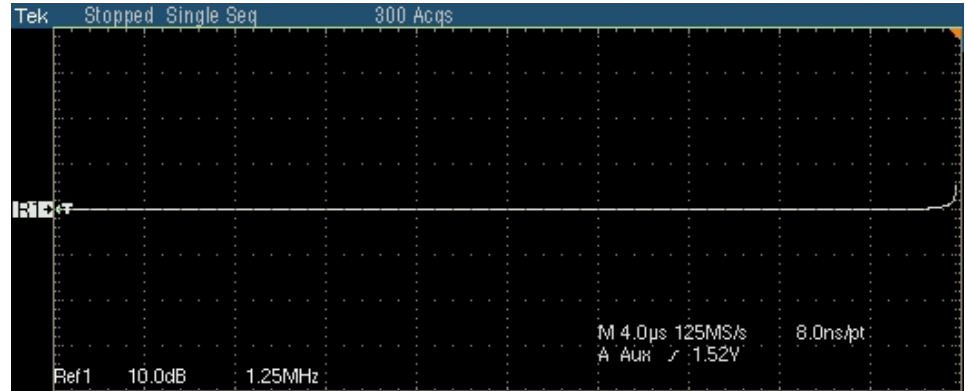 Tek Stopped Single Seq 300 Acqs
R1
M 4.0µs 125MS/s 8.0ns/pt
A Aux ∕ 1.52V
Ref1 10.0dB 1.25MHz